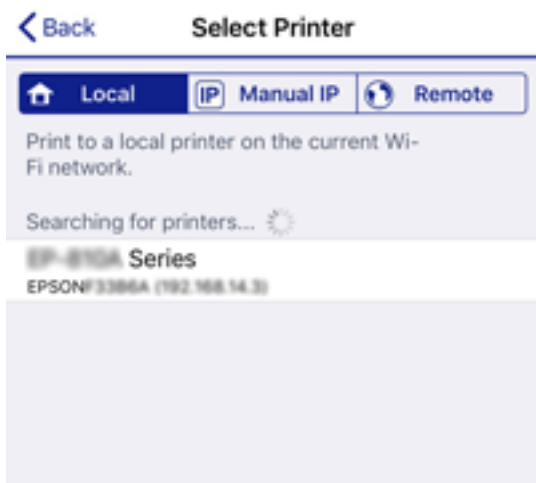 Back
Select Printer
Local
IP Manual IP
Remote
Print to a local printer on the current Wi-
Fi network.
Searching for printers...
Series
EPSON